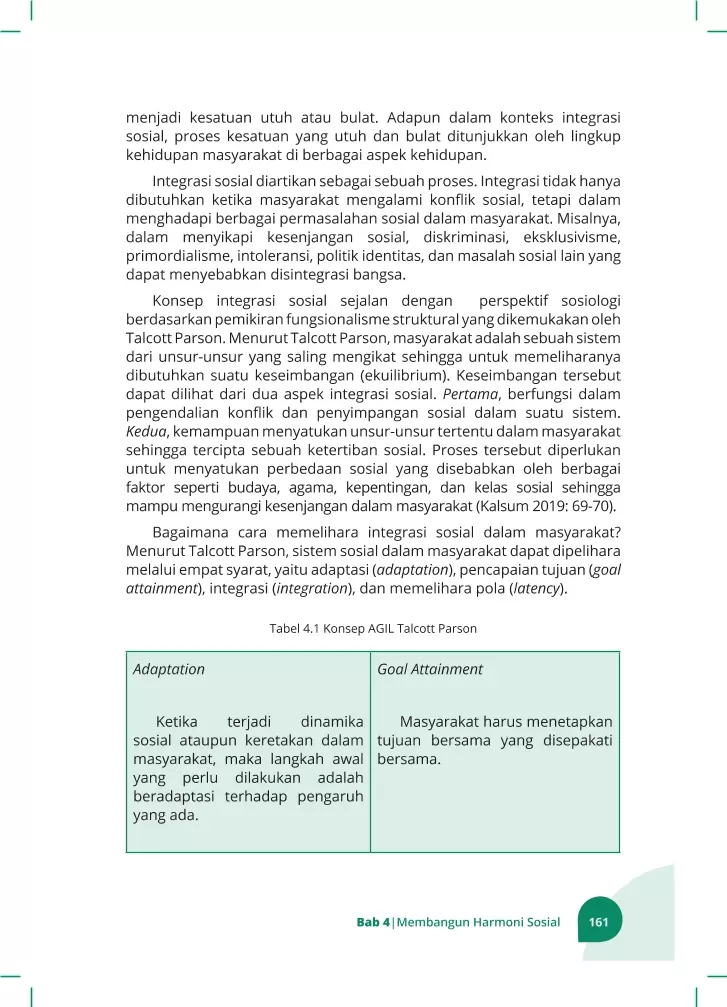 menjadi kesatuan utuh atau bulat. Adapun dalam konteks integrasi
sosial, proses kesatuan yang utuh dan bulat ditunjukkan oleh lingkup
kehidupan masyarakat di berbagai aspek kehidupan.
Integrasi sosial diartikan sebagai sebuah proses. Integrasi tidak hanya
dibutuhkan ketika masyarakat mengalami konflik sosial, tetapi dalam
menghadapi berbagai permasalahan sosial dalam masyarakat. Misalnya,
dalam menyikapi kesenjangan sosial, diskriminasi, eksklusivisme,
primordialisme, intoleransi, politik identitas, dan masalah sosial lain yang
dapat menyebabkan disintegrasi bangsa.
Konsep integrasi sosial sejalan dengan perspektif sosiologi
berdasarkan pemikiran fungsionalisme struktural yang dikemukakan oleh
Talcott Parson. Menurut Talcott Parson, masyarakat adalah sebuah sistem
dari unsur-unsur yang saling mengikat sehingga untuk memeliharanya
dibutuhkan suatu keseimbangan (ekuilibrium). Keseimbangan tersebut
dapat dilihat dari dua aspek integrasi sosial. Pertama, berfungsi dalam
pengendalian konflik dan penyimpangan sosial dalam suatu sistem.
Kedua, kemampuan menyatukan unsur-unsur tertentu dalam masyarakat
sehingga tercipta sebuah ketertiban sosial. Proses tersebut diperlukan
untuk menyatukan perbedaan sosial yang disebabkan oleh berbagai
faktor seperti budaya, agama, kepentingan, dan kelas sosial sehingga
mampu mengurangi kesenjangan dalam masyarakat (Kalsum 2019: 69-70).
Bagaimana cara memelihara integrasi sosial dalam masyarakat?
Menurut Talcott Parson, sistem sosial dalam masyarakat dapat dipelihara
melalui empat syarat, yaitu adaptasi (adaptation), pencapaian tujuan (goal
attainment), integrasi (integration), dan memelihara pola (latency).
Tabel 4.1 Konsep AGIL Talcott Parson
Adaptation
Ketika terjadi dinamika
sosial ataupun keretakan dalam
masyarakat, maka langkah awal
yang perlu dilakukan adalah
beradaptasi terhadap pengaruh
yang ada.
Goal Attainment
Masyarakat harus menetapkan
tujuan bersama yang disepakati
bersama.
Bab 4|Membangun Harmoni Sosial 161